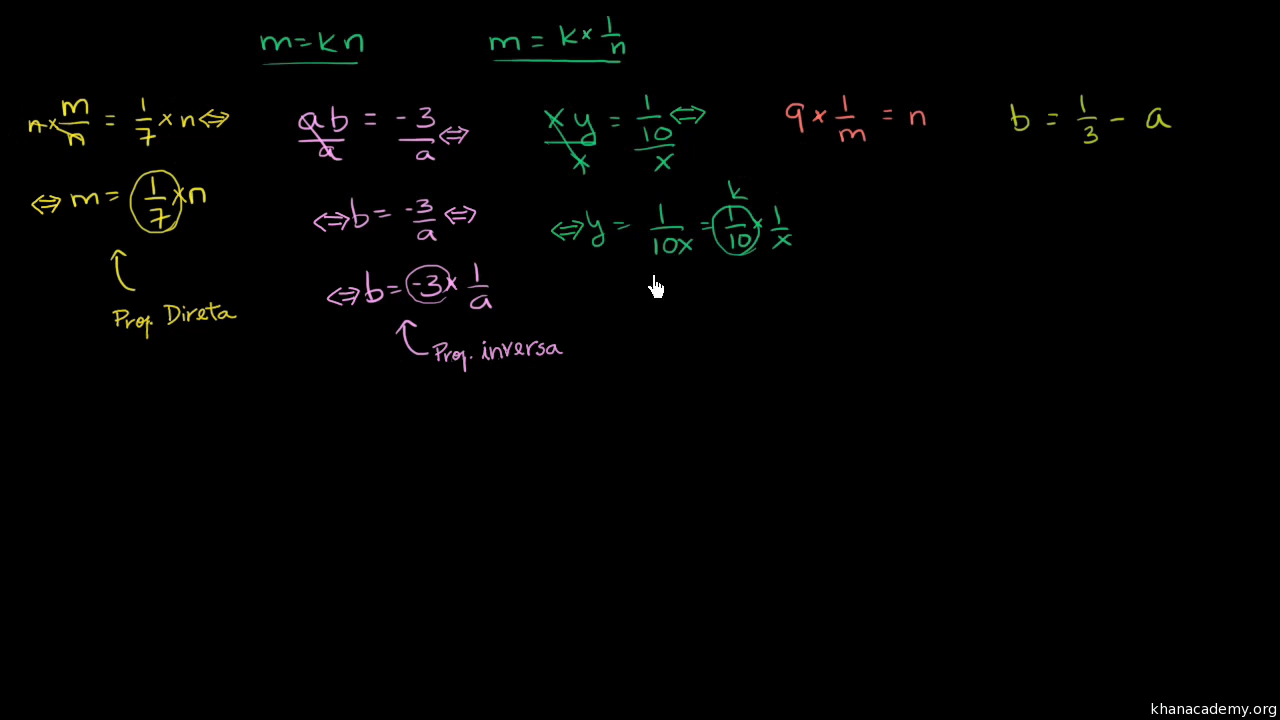 m = k n
m = k × 1/n
n × m/n = 1/7 × n ⇔
⇔ m = 1/7 × n
Prop. Direta
ab/a = -3/a ⇔
⇔ b = -3/a ⇔
⇔ b = -3 × 1/a
Prop. inversa
xy/x = 1/10/x ⇔
k
⇔ y = 1/10x = 1/10 × 1/x
9 × 1/m = n
b = 1/3 - a
khanacademy.org